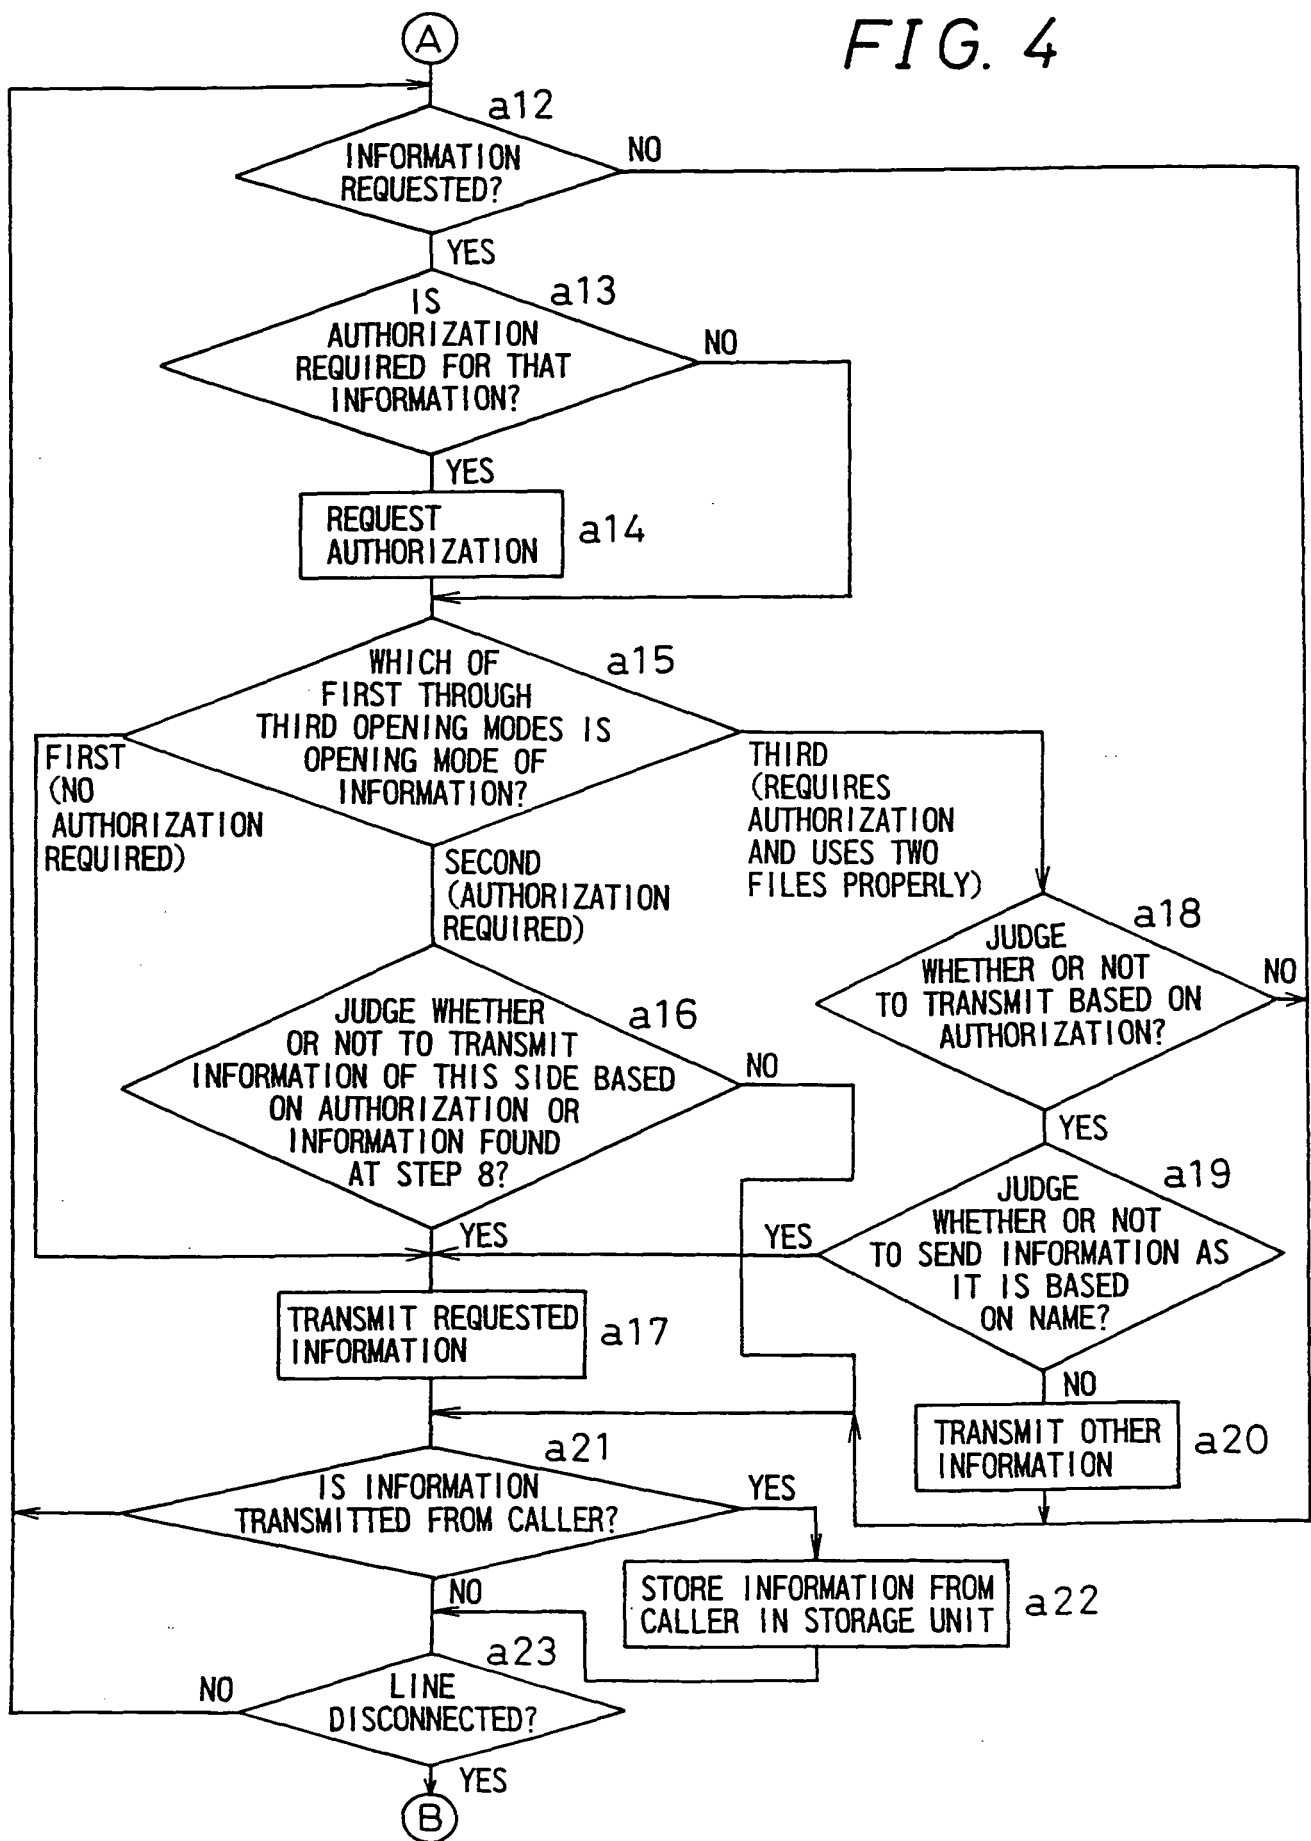 FIG. 4
A
a12
INFORMATION
REQUESTED?
NO
YES
a13
IS
AUTHORIZATION
REQUIRED FOR THAT
INFORMATION?
NO
YES
REQUEST
AUTHORIZATION
a14
a15
WHICH OF
FIRST THROUGH
THIRD OPENING MODES IS
OPENING MODE OF
INFORMATION?
FIRST
(NO
AUTHORIZATION
REQUIRED)
SECOND
(AUTHORIZATION
REQUIRED)
THIRD
(REQUIRES
AUTHORIZATION
AND USES TWO
FILES PROPERLY)
a16
JUDGE WHETHER
OR NOT TO TRANSMIT
INFORMATION OF THIS SIDE BASED
ON AUTHORIZATION OR
INFORMATION FOUND
AT STEP 8?
NO
YES
a18
JUDGE
WHETHER OR NOT
TO TRANSMIT BASED ON
AUTHORIZATION?
NO
YES
a19
JUDGE
WHETHER OR NOT
TO SEND INFORMATION AS
IT IS BASED
ON NAME?
YES
NO
TRANSMIT REQUESTED
INFORMATION
a17
TRANSMIT OTHER
INFORMATION
a20
a21
IS INFORMATION
TRANSMITTED FROM CALLER?
YES
NO
STORE INFORMATION FROM
CALLER IN STORAGE UNIT
a22
a23
LINE
DISCONNECTED?
NO
YES
B